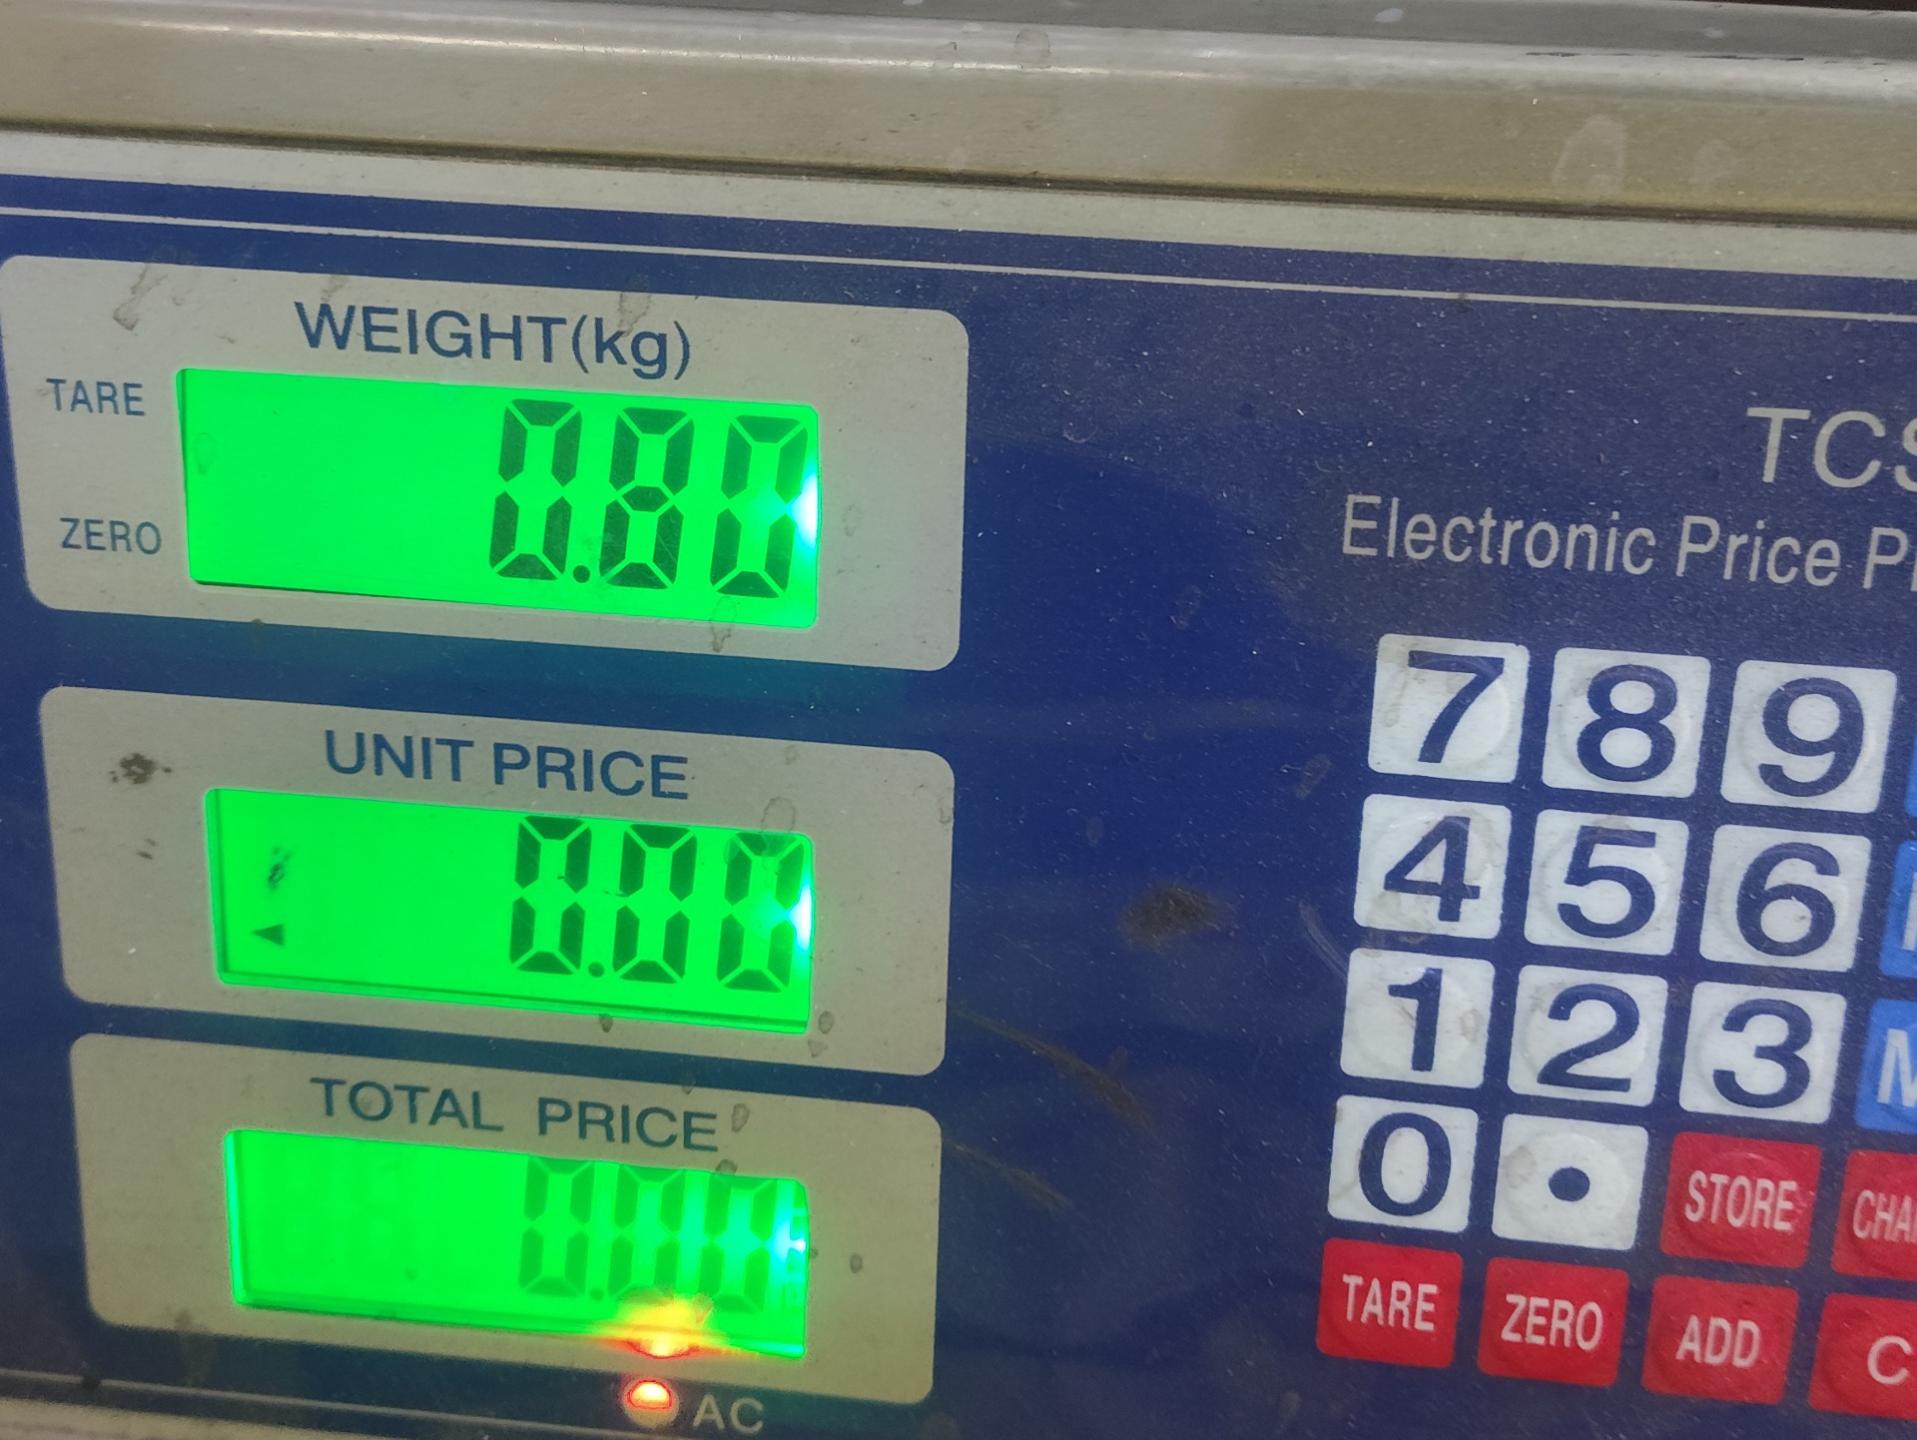 WEIGHT(kg)
TARE
0.80
ZERO
UNIT PRICE
0.00
TOTAL PRICE
0.00
AC
TCS
Electronic Price
7 8 9
4 5 6
1 2 3
0 .
STORE
TARE ZERO ADD C